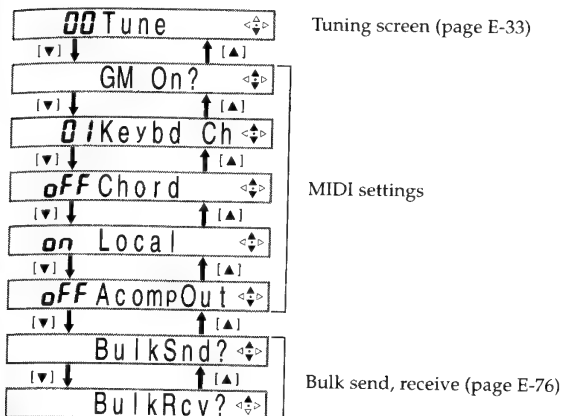 00 Tune Tuning screen (page E-33)
[▼] [▲]
GM On?
[▼] [▲]
01 Keybd Ch
[▼] [▲]
oFF Chord MIDI settings
[▼] [▲]
on Local
[▼] [▲]
oFF AcompOut
[▼] [▲]
BulkSnd?
[▼] [▲] Bulk send, receive (page E-76)
BulkRcv?